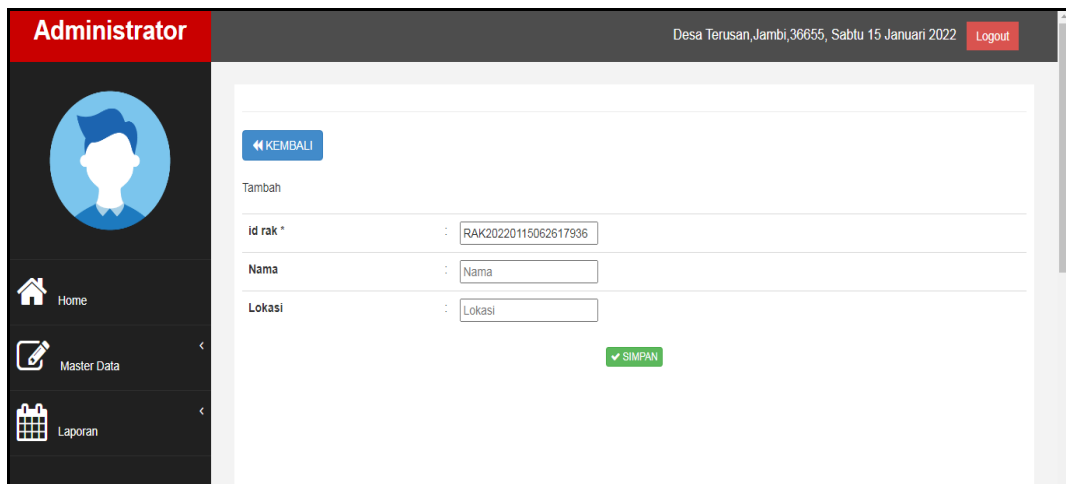 Administrator
Desa Terusan,Jambi,36655, Sabtu 15 Januari 2022 Logout
KEMBALI
Tambah
id rak * : RAK20220115062617936
Nama : Nama
Lokasi : Lokasi
SIMPAN
Home
Master Data
Laporan